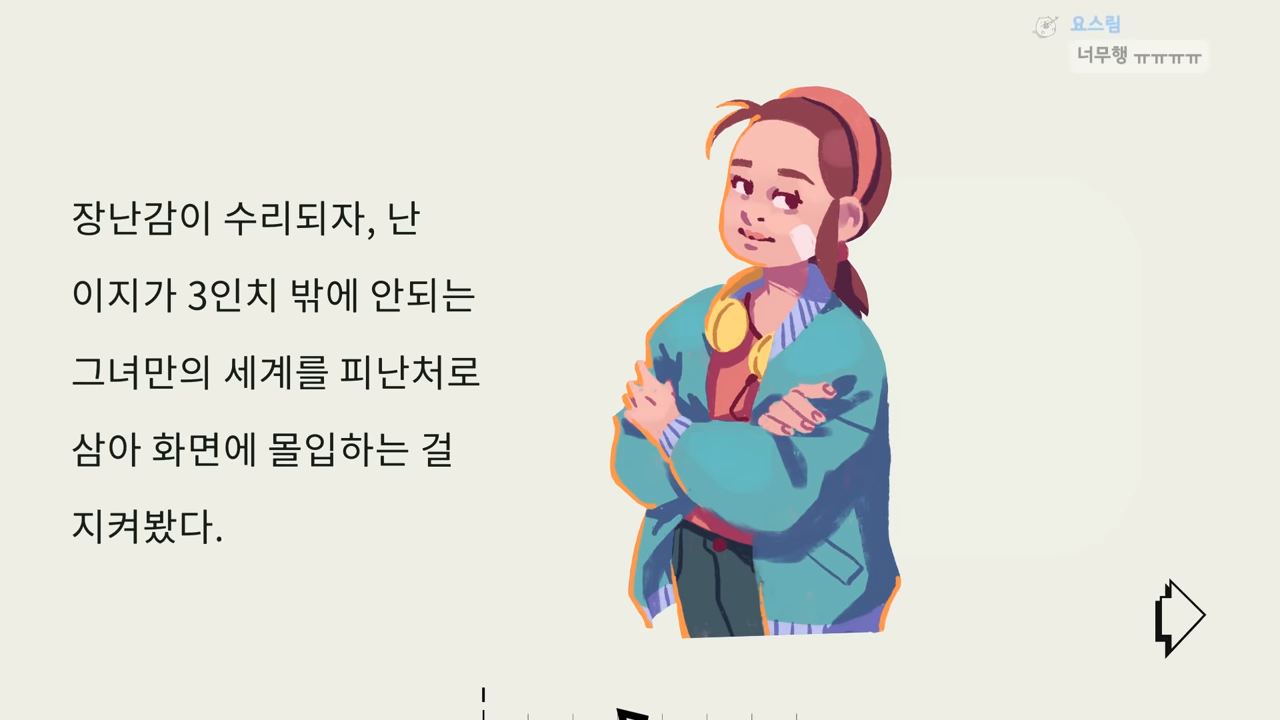 요스림
너무행 ㅠㅠㅠㅠ
장난감이 수리되자, 난
이지가 3인치 밖에 안되는
그녀만의 세계를 피난처로
삼아 화면에 몰입하는 걸
지켜봤다.